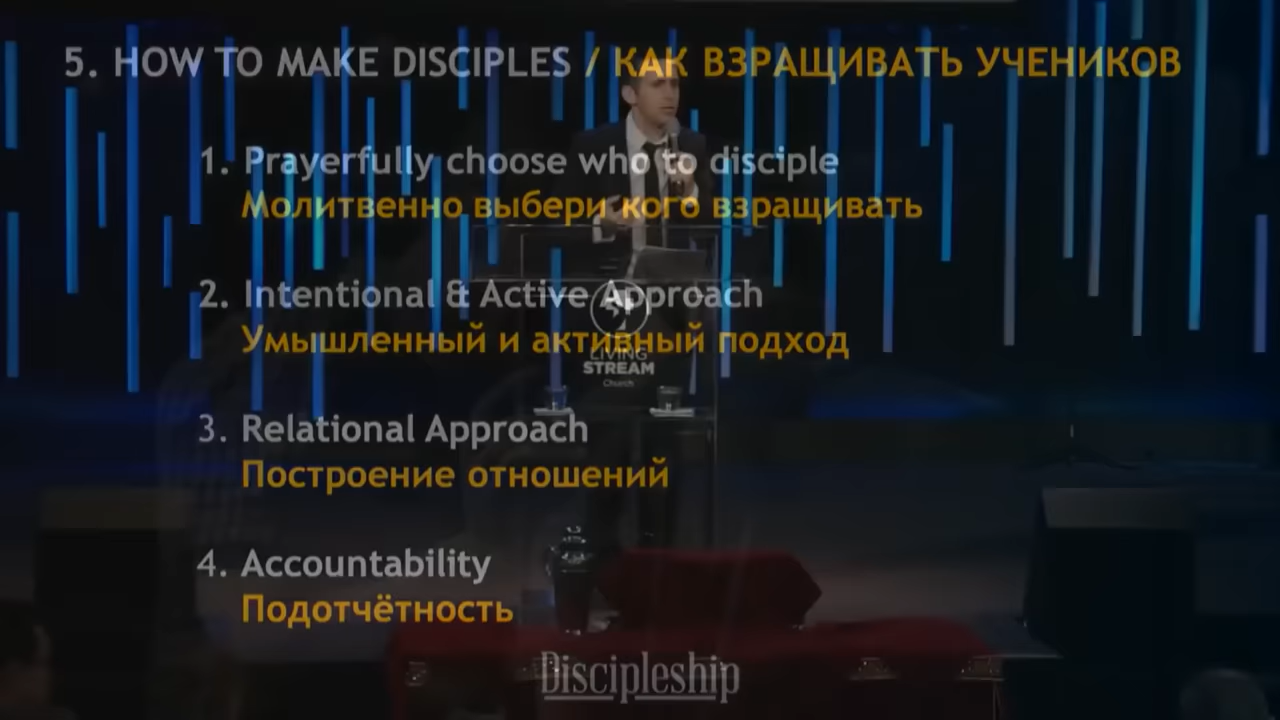 5. HOW TO MAKE DISCIPLES / КАК ВЗРАЩИВАТЬ УЧЕНИКОВ
1. Prayerfully choose who to disciple
Молитвенно выбери кого взращивать
2. Intentional & Active Approach
Умышленный и активный подход
LIVING
STREAM
Church
3. Relational Approach
Построение отношений
4. Accountability
Подотчётность
Discipleship